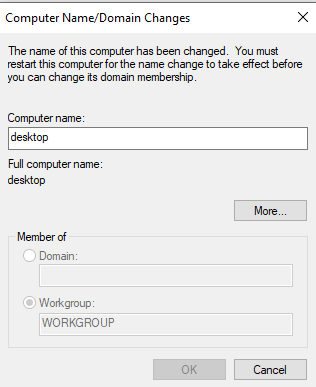 Computer Name/Domain Changes
The name of this computer has been changed.  You must
restart this computer for the name change to take effect before
you can change its domain membership.
Computer name:
desktop
Full computer name:
desktop
More...
Member of
Domain:
Workgroup:
WORKGROUP
OK
Cancel